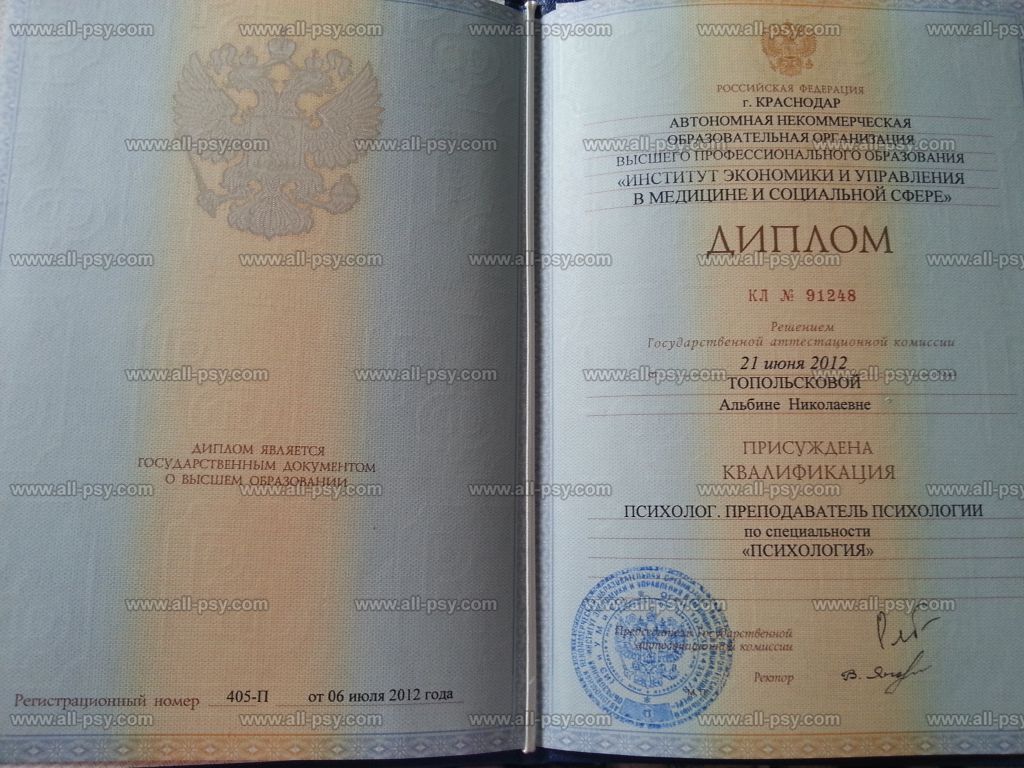 ДИПЛОМ ЯВЛЯЕТСЯ
ГОСУДАРСТВЕННЫМ ДОКУМЕНТОМ
О ВЫСШЕМ ОБРАЗОВАНИИ
Регистрационный номер 405-П от 06 июля 2012 года
РОССИЙСКАЯ ФЕДЕРАЦИЯ
г. КРАСНОДАР
АВТОНОМНАЯ НЕКОММЕРЧЕСКАЯ
ОБРАЗОВАТЕЛЬНАЯ ОРГАНИЗАЦИЯ
ВЫСШЕГО ПРОФЕССИОНАЛЬНОГО ОБРАЗОВАНИЯ
«ИНСТИТУТ ЭКОНОМИКИ И УПРАВЛЕНИЯ
В МЕДИЦИНЕ И СОЦИАЛЬНОЙ СФЕРЕ»
ДИПЛОМ
КЛ № 91248
Решением
Государственной аттестационной комиссии
21 июня 2012
ТОПОЛЬСКОВОЙ
Альбине Николаевне
ПРИСУЖДЕНА
КВАЛИФИКАЦИЯ
ПСИХОЛОГ. ПРЕПОДАВАТЕЛЬ ПСИХОЛОГИИ
по специальности
«ПСИХОЛОГИЯ»
Председатель Государственной
аттестационной комиссии
Ректор
www.all-psy.com